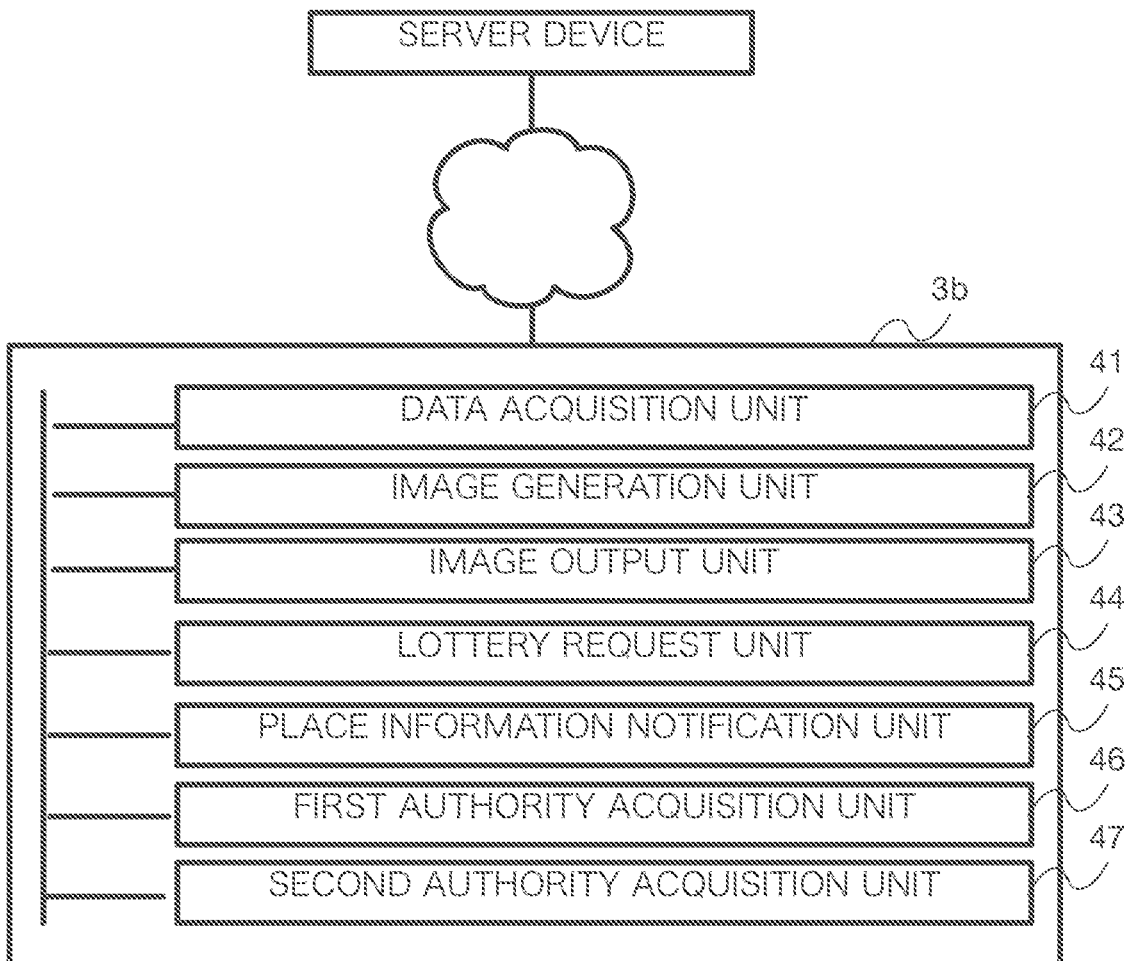 SERVER DEVICE
3b
DATA ACQUISITION UNIT
41
IMAGE GENERATION UNIT
42
IMAGE OUTPUT UNIT
43
LOTTERY REQUEST UNIT
44
PLACE INFORMATION NOTIFICATION UNIT
45
FIRST AUTHORITY ACQUISITION UNIT
46
SECOND AUTHORITY ACQUISITION UNIT
47